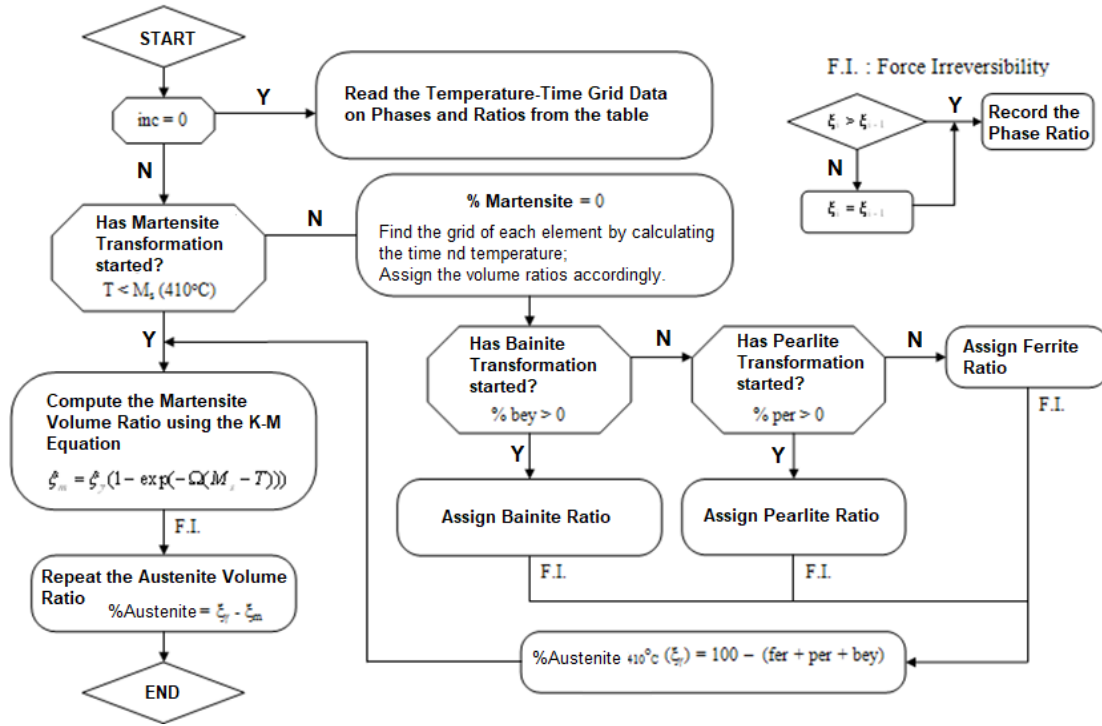 START
Y
inc = 0
Read the Temperature-Time Grid Data
on Phases and Ratios from the table
F.I. : Force Irreversibility
ξᵢ > ξᵢ₋₁
Y
Record the
Phase Ratio
N
ξᵢ = ξᵢ₋₁
N
Has Martensite
Transformation
started?
T < Mₛ (410°C)
N
% Martensite = 0
Find the grid of each element by calculating
the time nd temperature;
Assign the volume ratios accordingly.
Y
Has Bainite
Transformation
started?
% bey > 0
N
Has Pearlite
Transformation
started?
% per > 0
N
Assign Ferrite
Ratio
F.I.
Y
Y
Assign Bainite Ratio
Assign Pearlite Ratio
F.I.
F.I.
Compute the Martensite
Volume Ratio using the K-M
Equation
ξₘ = ξᵧ(1- exp(-Ω(Mₛ - T)))
F.I.
Repeat the Austenite Volume
Ratio
%Austenite = ξᵧ - ξₘ
%Austenite 410°C (ξᵧ) = 100 – (fer + per + bey)
END